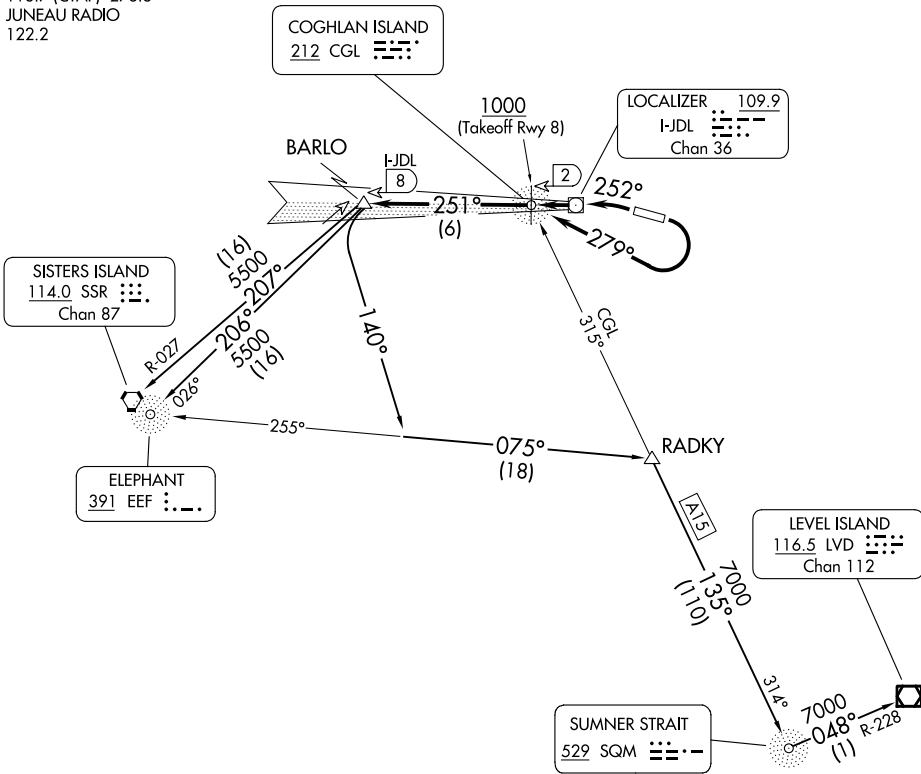 JUNEAU RADIO
122.2
COGHLAN ISLAND
212 CGL
1000
(Takeoff Rwy 8)
LOCALIZER 109.9
I-JDL
Chan 36
BARLO
I-JDL
8
2
252°
251°
(6)
279°
(16)
5500
207°
206°
5500
(16)
SISTERS ISLAND
114.0 SSR
Chan 87
R-027
026°
140°
CGL
315°
255°
075°
(18)
RADKY
ELEPHANT
391 EEF
A15
7000
135°
(110)
LEVEL ISLAND
116.5 LVD
Chan 112
314°
7000
048°
(1)
R-228
SUMNER STRAIT
529 SQM